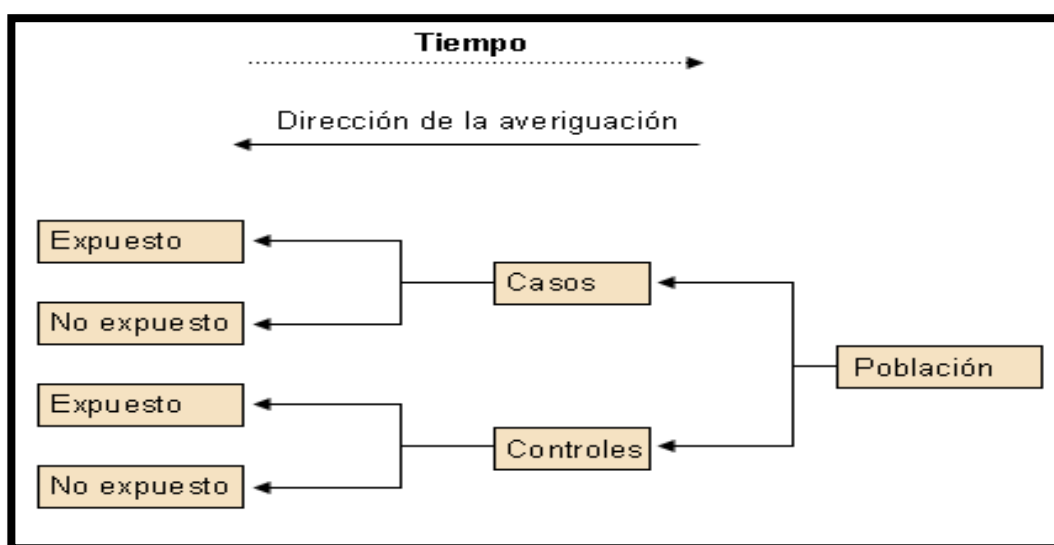 Tiempo
Dirección de la averiguación
Expuesto
Casos
No expuesto
Población
Expuesto
Controles
No expuesto